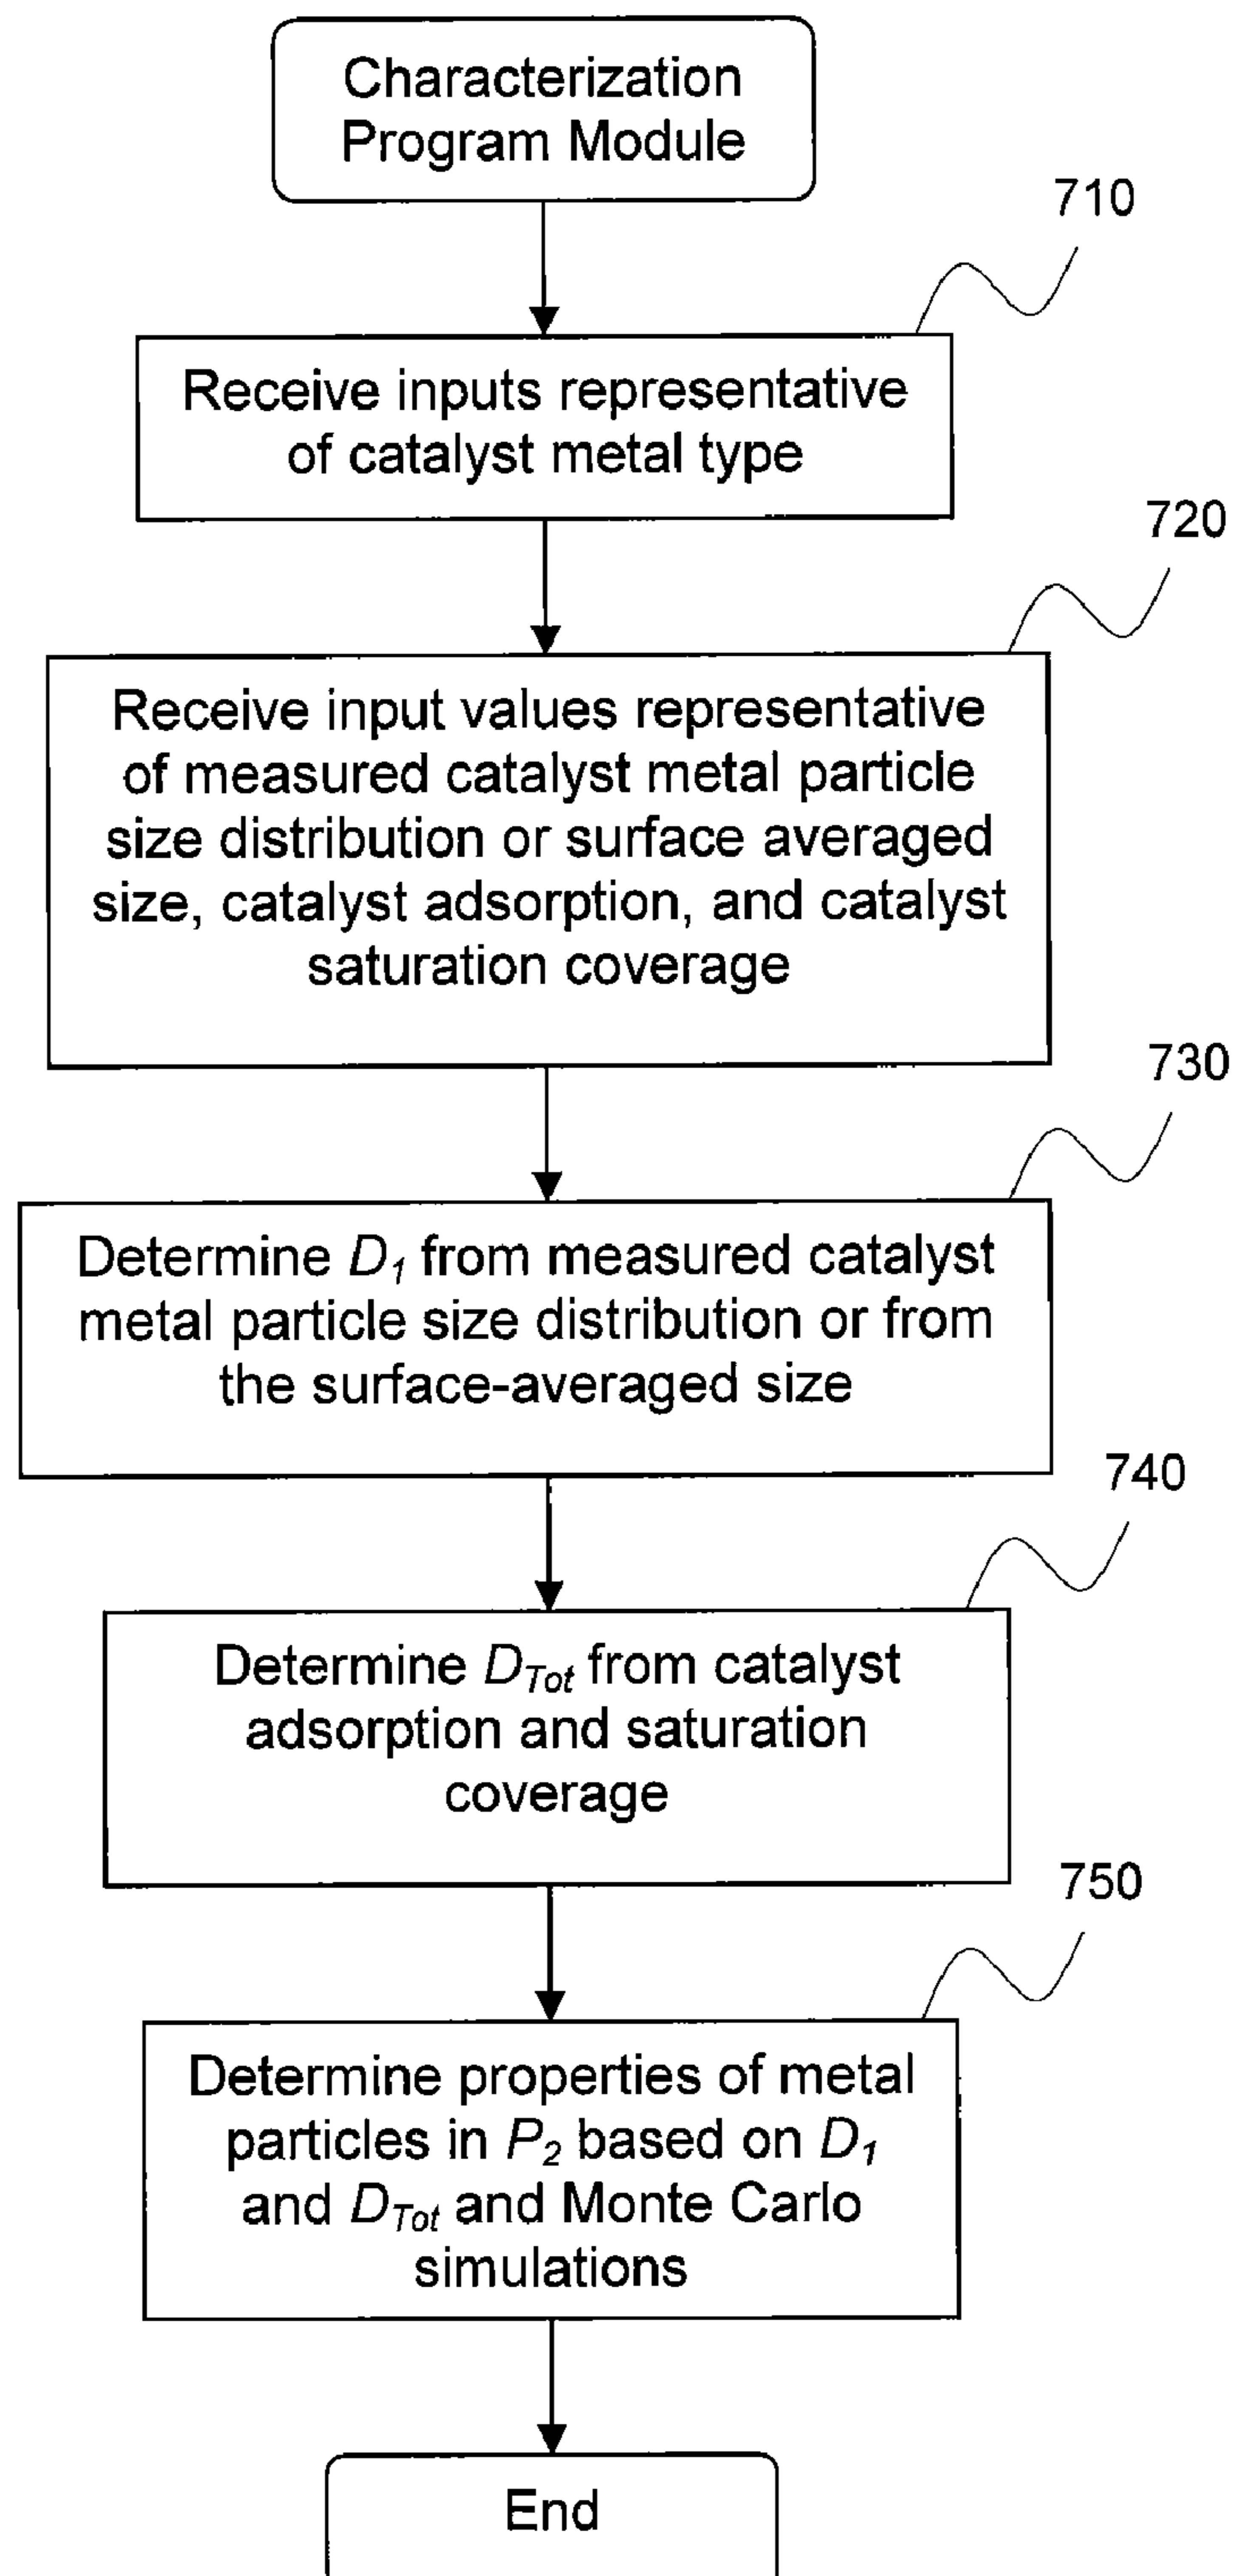 Characterization
Program Module
710
Receive inputs representative
of catalyst metal type
720
Receive input values representative
of measured catalyst metal particle
size distribution or surface averaged
size, catalyst adsorption, and catalyst
saturation coverage
730
Determine D1 from measured catalyst
metal particle size distribution or from
the surface-averaged size
740
Determine DTot from catalyst
adsorption and saturation
coverage
750
Determine properties of metal
particles in P2 based on D1
and DTot and Monte Carlo
simulations
End